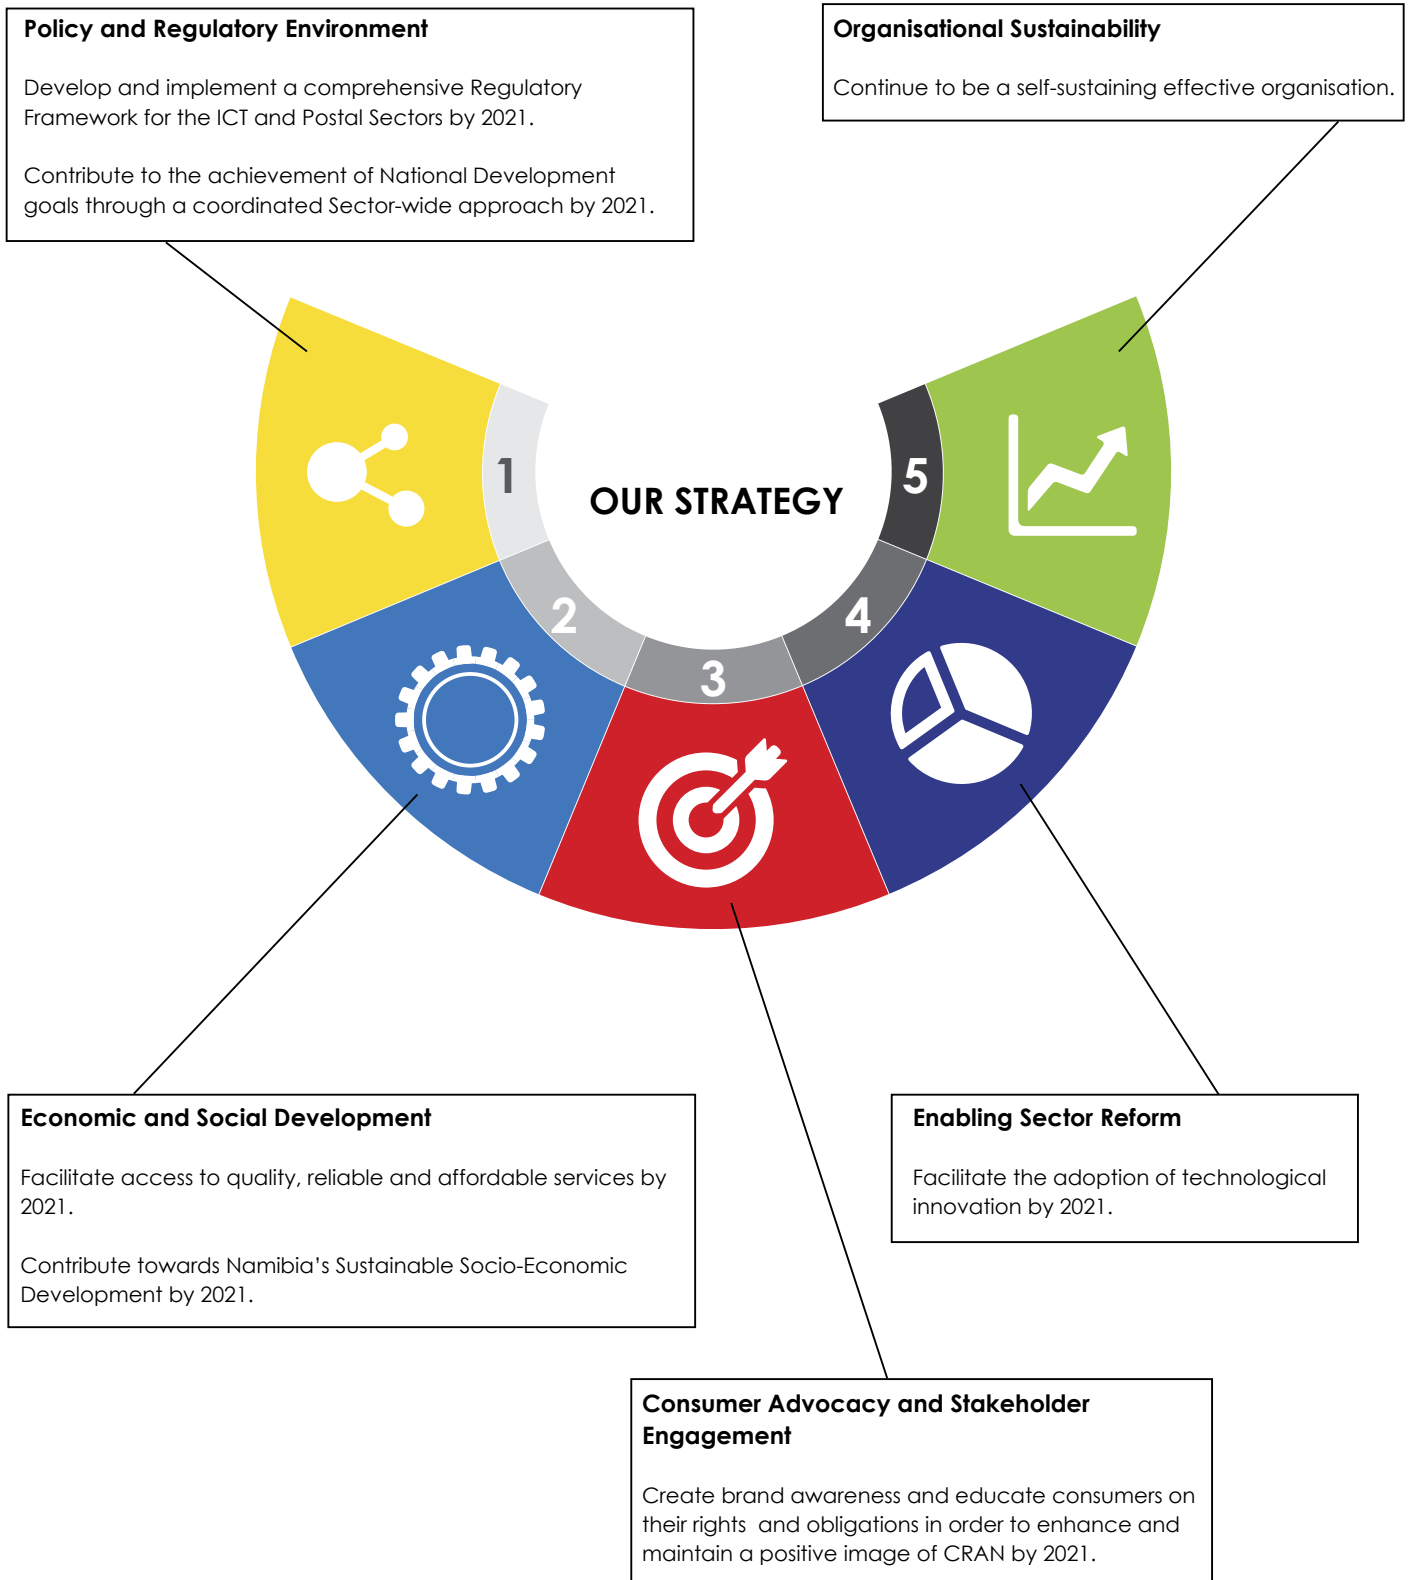 Policy and Regulatory Environment
Develop and implement a comprehensive Regulatory
Framework for the ICT and Postal Sectors by 2021.
Contribute to the achievement of National Development
goals through a coordinated Sector-wide approach by 2021.
Organisational Sustainability
Continue to be a self-sustaining effective organisation.
1
OUR STRATEGY
5
2
4
3
Economic and Social Development
Facilitate access to quality, reliable and affordable services by
2021.
Contribute towards Namibia’s Sustainable Socio-Economic
Development by 2021.
Enabling Sector Reform
Facilitate the adoption of technological
innovation by 2021.
Consumer Advocacy and Stakeholder
Engagement
Create brand awareness and educate consumers on
their rights  and obligations in order to enhance and
maintain a positive image of CRAN by 2021.